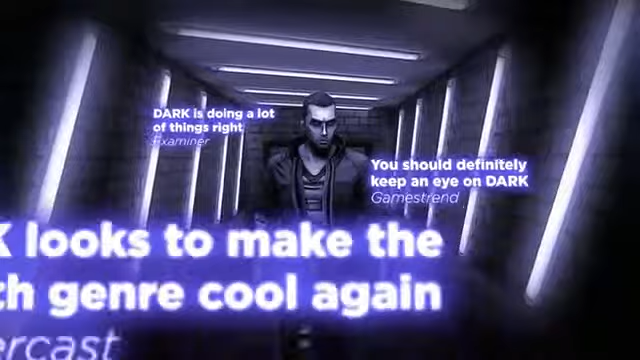 DARK is doing a lot
of things right
Examiner
You should definitely
keep an eye on DARK
Gamestrend
K looks to make the
th genre cool again
ercast